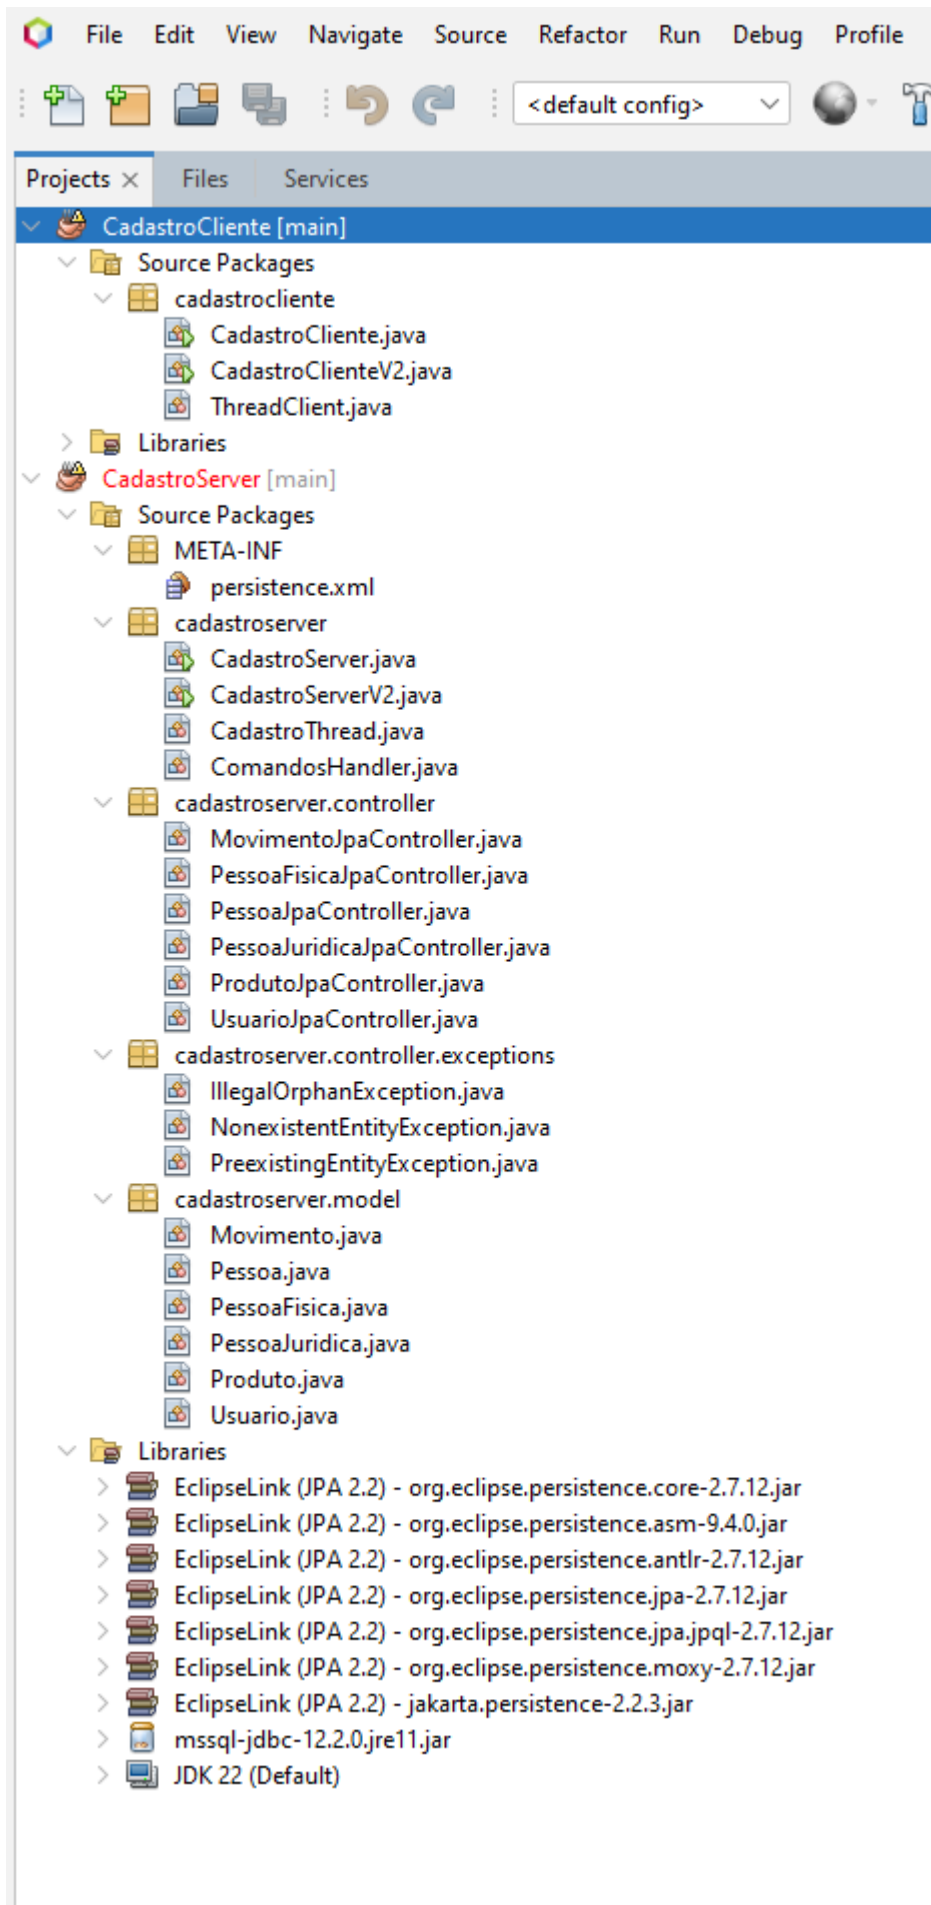 File Edit View Navigate Source Refactor Run Debug Profile
<default config>
Projects Files Services
CadastroCliente [main]
Source Packages
cadastrocliente
CadastroCliente.java
CadastroClienteV2.java
ThreadClient.java
Libraries
CadastroServer [main]
Source Packages
META-INF
persistence.xml
cadastroserver
CadastroServer.java
CadastroServerV2.java
CadastroThread.java
ComandosHandler.java
cadastroserver.controller
MovimentoJpaController.java
PessoaFisicaJpaController.java
PessoaJpaController.java
PessoaJuridicaJpaController.java
ProdutoJpaController.java
UsuarioJpaController.java
cadastroserver.controller.exceptions
IllegalOrphanException.java
NonexistentEntityException.java
PreexistingEntityException.java
cadastroserver.model
Movimento.java
Pessoa.java
PessoaFisica.java
PessoaJuridica.java
Produto.java
Usuario.java
Libraries
EclipseLink (JPA 2.2) - org.eclipse.persistence.core-2.7.12.jar
EclipseLink (JPA 2.2) - org.eclipse.persistence.asm-9.4.0.jar
EclipseLink (JPA 2.2) - org.eclipse.persistence.antlr-2.7.12.jar
EclipseLink (JPA 2.2) - org.eclipse.persistence.jpa-2.7.12.jar
EclipseLink (JPA 2.2) - org.eclipse.persistence.jpa.jpql-2.7.12.jar
EclipseLink (JPA 2.2) - org.eclipse.persistence.moxy-2.7.12.jar
EclipseLink (JPA 2.2) - jakarta.persistence-2.2.3.jar
mssql-jdbc-12.2.0.jre11.jar
JDK 22 (Default)